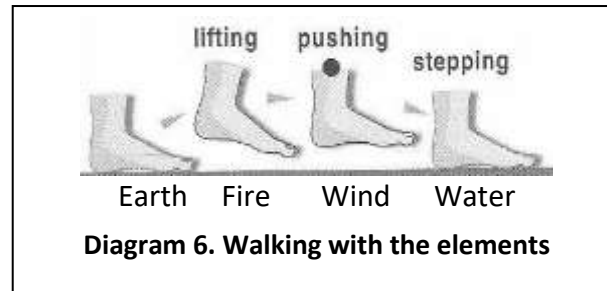 lifting pushing
stepping
Earth Fire Wind Water
Diagram 6. Walking with the elements